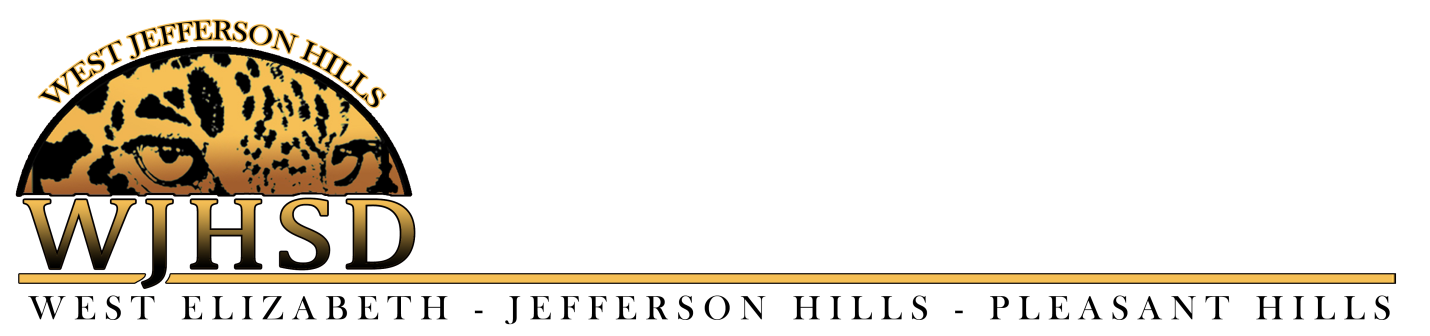 WEST JEFFERSON HILLS
WJHSD
WEST ELIZABETH - JEFFERSON HILLS - PLEASANT HILLS